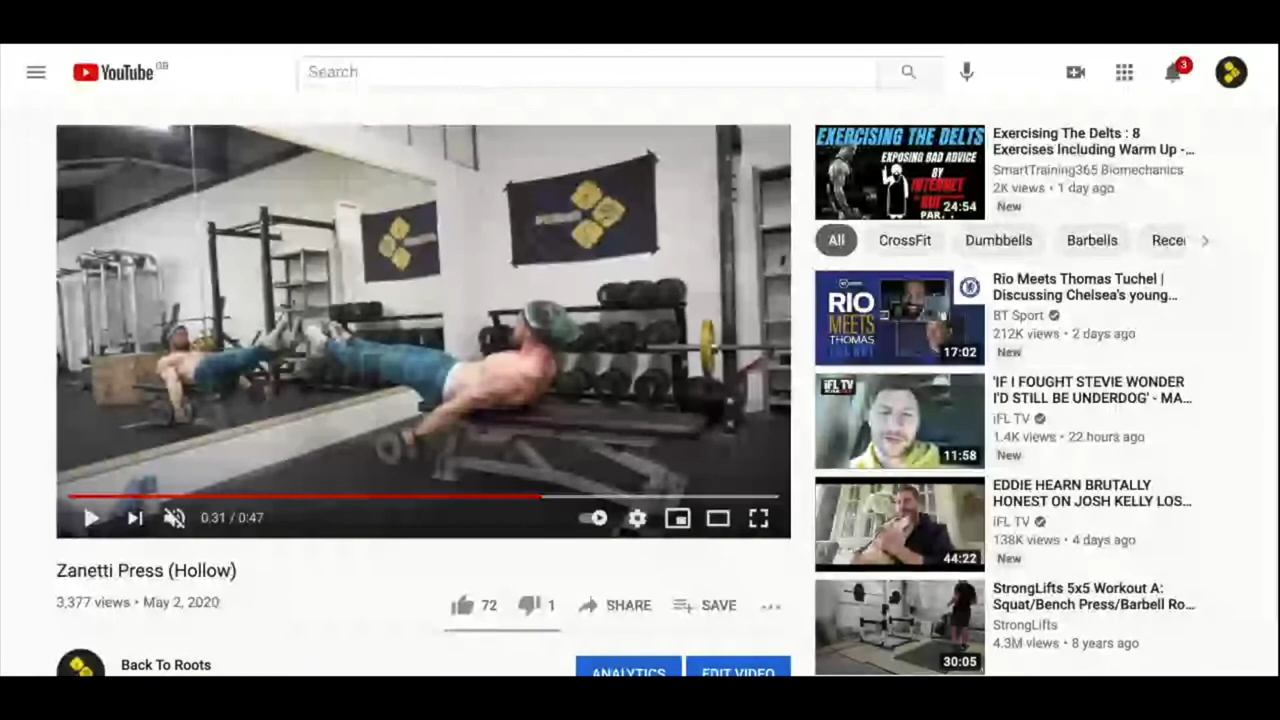 YouTube GB
Search
3
0:31 / 0:47
Zanetti Press (Hollow)
3,377 views • May 2, 2020
72
1
SHARE
SAVE
Back To Roots
ANALYTICS
EDIT VIDEO
EXERCISING THE DELTS
EXPOSING BAD ADVICE
BY
INTERNET
24:54
Exercising The Delts : 8
Exercises Including Warm Up -...
SmartTraining365 Biomechanics
2K views • 1 day ago
New
All
CrossFit
Dumbbells
Barbells
Recei
RIO
MEETS
THOMAS
17:02
Rio Meets Thomas Tuchel |
Discussing Chelsea's young...
BT Sport
212K views • 2 days ago
New
iFL TV
11:58
'IF I FOUGHT STEVIE WONDER
I'D STILL BE UNDERDOG' - MA...
iFL TV
1.4K views • 22 hours ago
New
44:22
EDDIE HEARN BRUTALLY
HONEST ON JOSH KELLY LOS...
iFL TV
138K views • 4 days ago
New
30:05
StrongLifts 5x5 Workout A:
Squat/Bench Press/Barbell Ro...
StrongLifts
4.3M views • 8 years ago